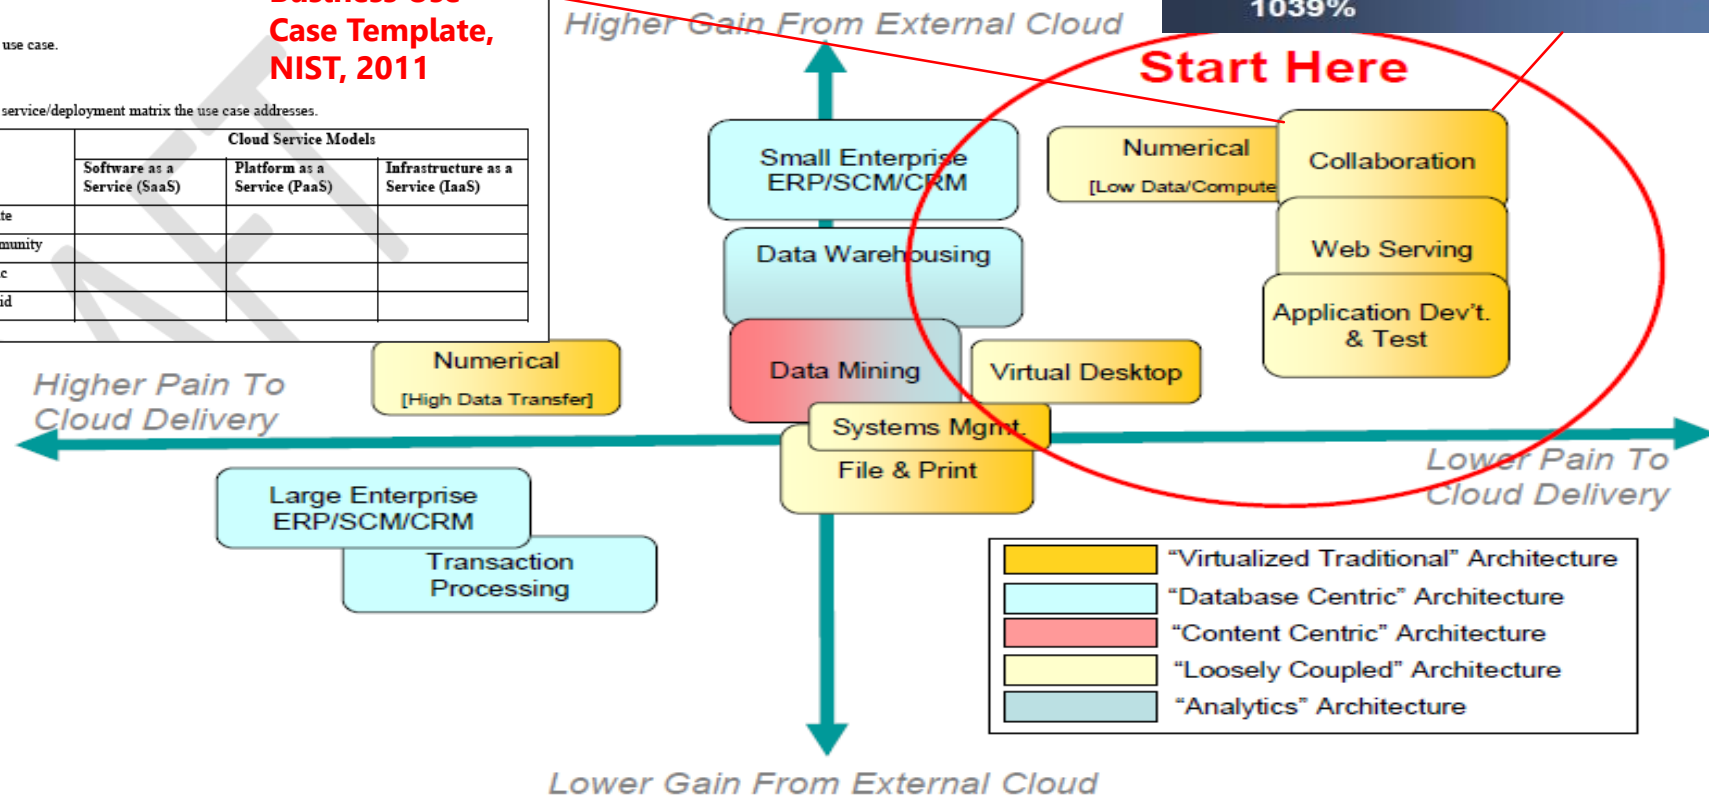 Case Template,
NIST, 2011
use case.
service/deployment matrix the use case addresses.
Cloud Service Models
Software as a
Service (SaaS)
Platform as a
Service (PaaS)
Infrastructure as a
Service (IaaS)
te
munity
c
id
Higher Gain From External Cloud
1039%
Start Here
Small Enterprise
ERP/SCM/CRM
Numerical
[Low Data/Compute
Collaboration
Data Warehousing
Web Serving
Application Dev't.
& Test
Numerical
[High Data Transfer]
Data Mining
Virtual Desktop
Higher Pain To
Cloud Delivery
Systems Mgmt.
File & Print
Lower Pain To
Cloud Delivery
Large Enterprise
ERP/SCM/CRM
Transaction
Processing
“Virtualized Traditional” Architecture
“Database Centric” Architecture
“Content Centric” Architecture
“Loosely Coupled” Architecture
“Analytics” Architecture
Lower Gain From External Cloud